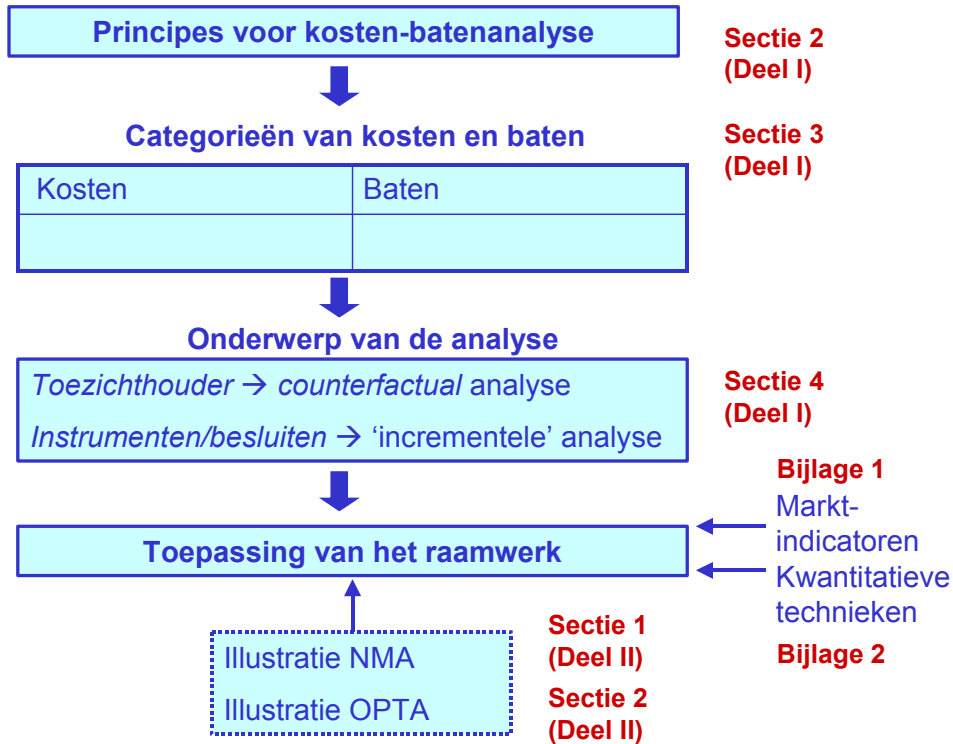 Principes voor kosten-batenanalyse
Sectie 2
(Deel I)
Categorieën van kosten en baten
Sectie 3
(Deel I)
Kosten
Baten
Onderwerp van de analyse
Toezichthouder → counterfactual analyse
Instrumenten/besluiten → ‘incrementele’ analyse
Sectie 4
(Deel I)
Toepassing van het raamwerk
Bijlage 1
Markt-
indicatoren
Kwantitatieve
technieken
Bijlage 2
Illustratie NMA
Sectie 1
(Deel II)
Illustratie OPTA
Sectie 2
(Deel II)